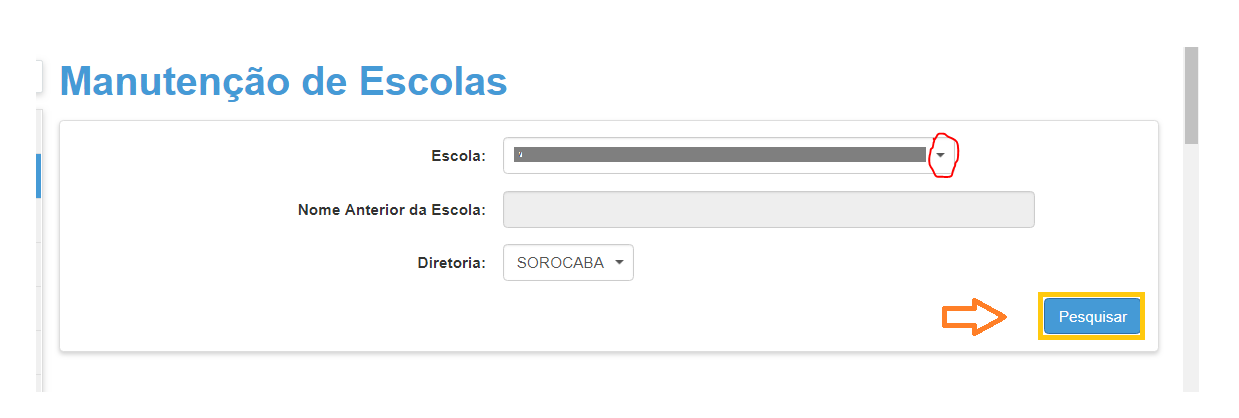 Manutenção de Escolas
Escola:
Nome Anterior da Escola:
Diretoria: SOROCABA
Pesquisar